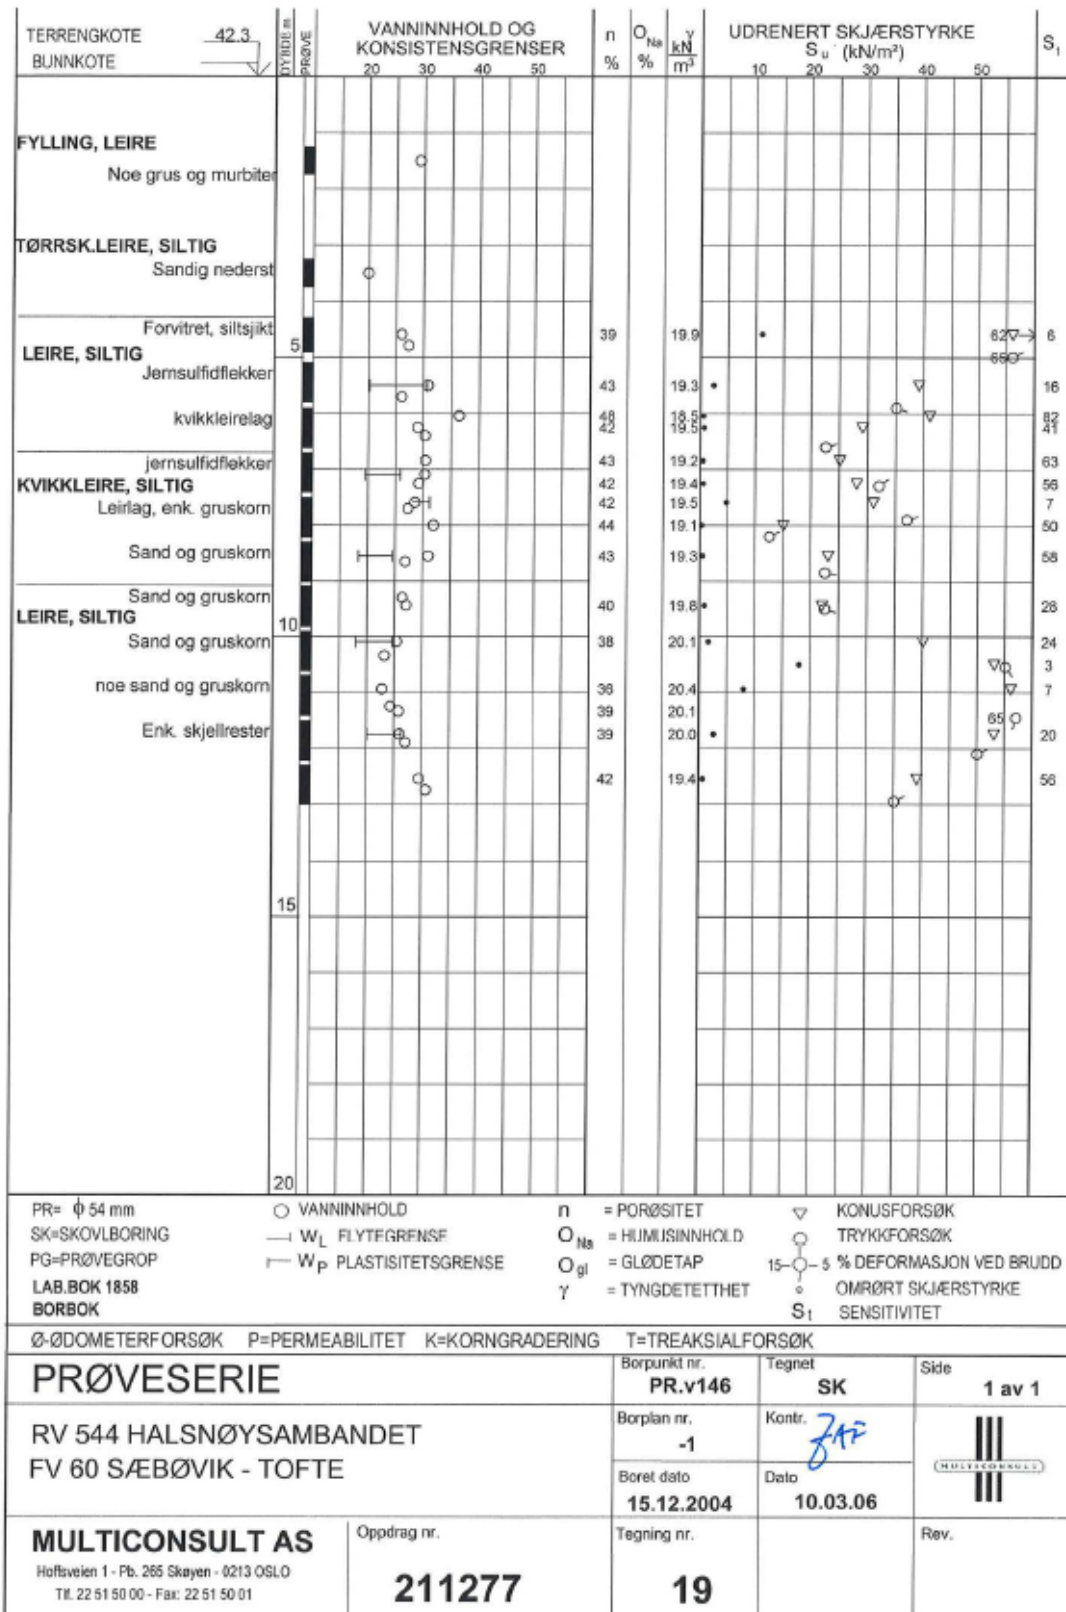 TERRENGKOTE 42.3
BUNNKOTE
DYBDE m
PRØVE
VANNINNHOLD OG
KONSISTENSGRENSER
20 30 40 50
n
%
O Na
%
γ
kN
m³
UDRENERT SKJÆRSTYRKE
Su (kN/m²)
10 20 30 40 50
St
FYLLING, LEIRE
Noe grus og murbiter
TØRRSK.LEIRE, SILTIG
Sandig nederst
Forvitret, siltsjikt 39 19.9 62 6
5
LEIRE, SILTIG 65
Jernsulfidflekker 43 19.3 16
kvikkleirelag 48 18.5 82
42 19.5 41
jernsulfidflekker 43 19.2 63
KVIKKLEIRE, SILTIG 42 19.4 56
Leirlag, enk. gruskorn 42 19.5 7
44 19.1 50
Sand og gruskorn 43 19.3 58
Sand og gruskorn 40 19.8 26
LEIRE, SILTIG
10
Sand og gruskorn 38 20.1 24
3
noe sand og gruskorn 36 20.4 7
39 20.1 65
Enk. skjellrester 39 20.0 20
42 19.4 56
15
20
PR= ϕ 54 mm
SK=SKOVLBORING
PG=PRØVEGROP
LAB.BOK 1858
BORBOK
VANNINNHOLD
WL FLYTEGRENSE
WP PLASTISITETSGRENSE
n = PORØSITET
O Na = HUMUSINNHOLD
O gl = GLØDETAP
γ = TYNGDETETTHET
KONUSFORSØK
TRYKKFORSØK
15 5 % DEFORMASJON VED BRUDD
OMRØRT SKJÆRSTYRKE
St SENSITIVITET
Ø-ØDOMETERFORSØK P=PERMEABILITET K=KORNGRADERING T=TREAKSIALFORSØK
PRØVESERIE
Borpunkt nr.
PR.v146
Tegnet
SK
Side
1 av 1
RV 544 HALSNØYSAMBANDET
FV 60 SÆBØVIK - TOFTE
Borplan nr.
-1
Kontr.
Boret dato
15.12.2004
Dato
10.03.06
MULTICONSULT
MULTICONSULT AS
Hoffsveien 1 - Pb. 265 Skøyen - 0213 OSLO
Tlf. 22 51 50 00 - Fax: 22 51 50 01
Oppdrag nr.
211277
Tegning nr.
19
Rev.